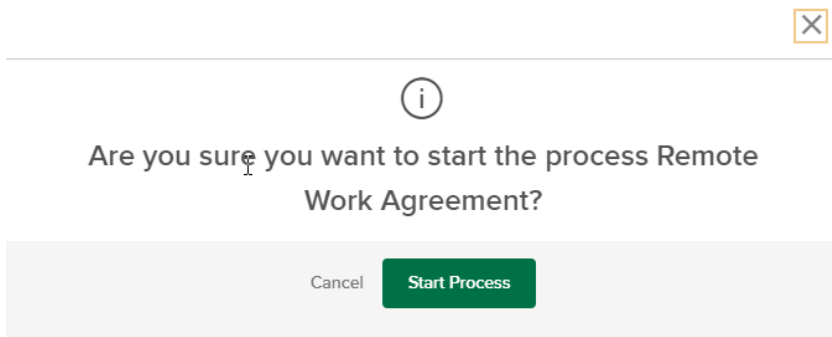 Are you sure you want to start the process Remote
Work Agreement?
Cancel Start Process